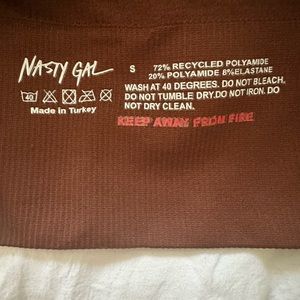 NASTY GAL
40
Made in Turkey
S 72% RECYCLED POLYAMIDE
20% POLYAMIDE 8%ELASTANE
WASH AT 40 DEGREES. DO NOT BLEACH.
DO NOT TUMBLE DRY.DO NOT IRON. DO
NOT DRY CLEAN.
KEEP AWAY FROM FIRE